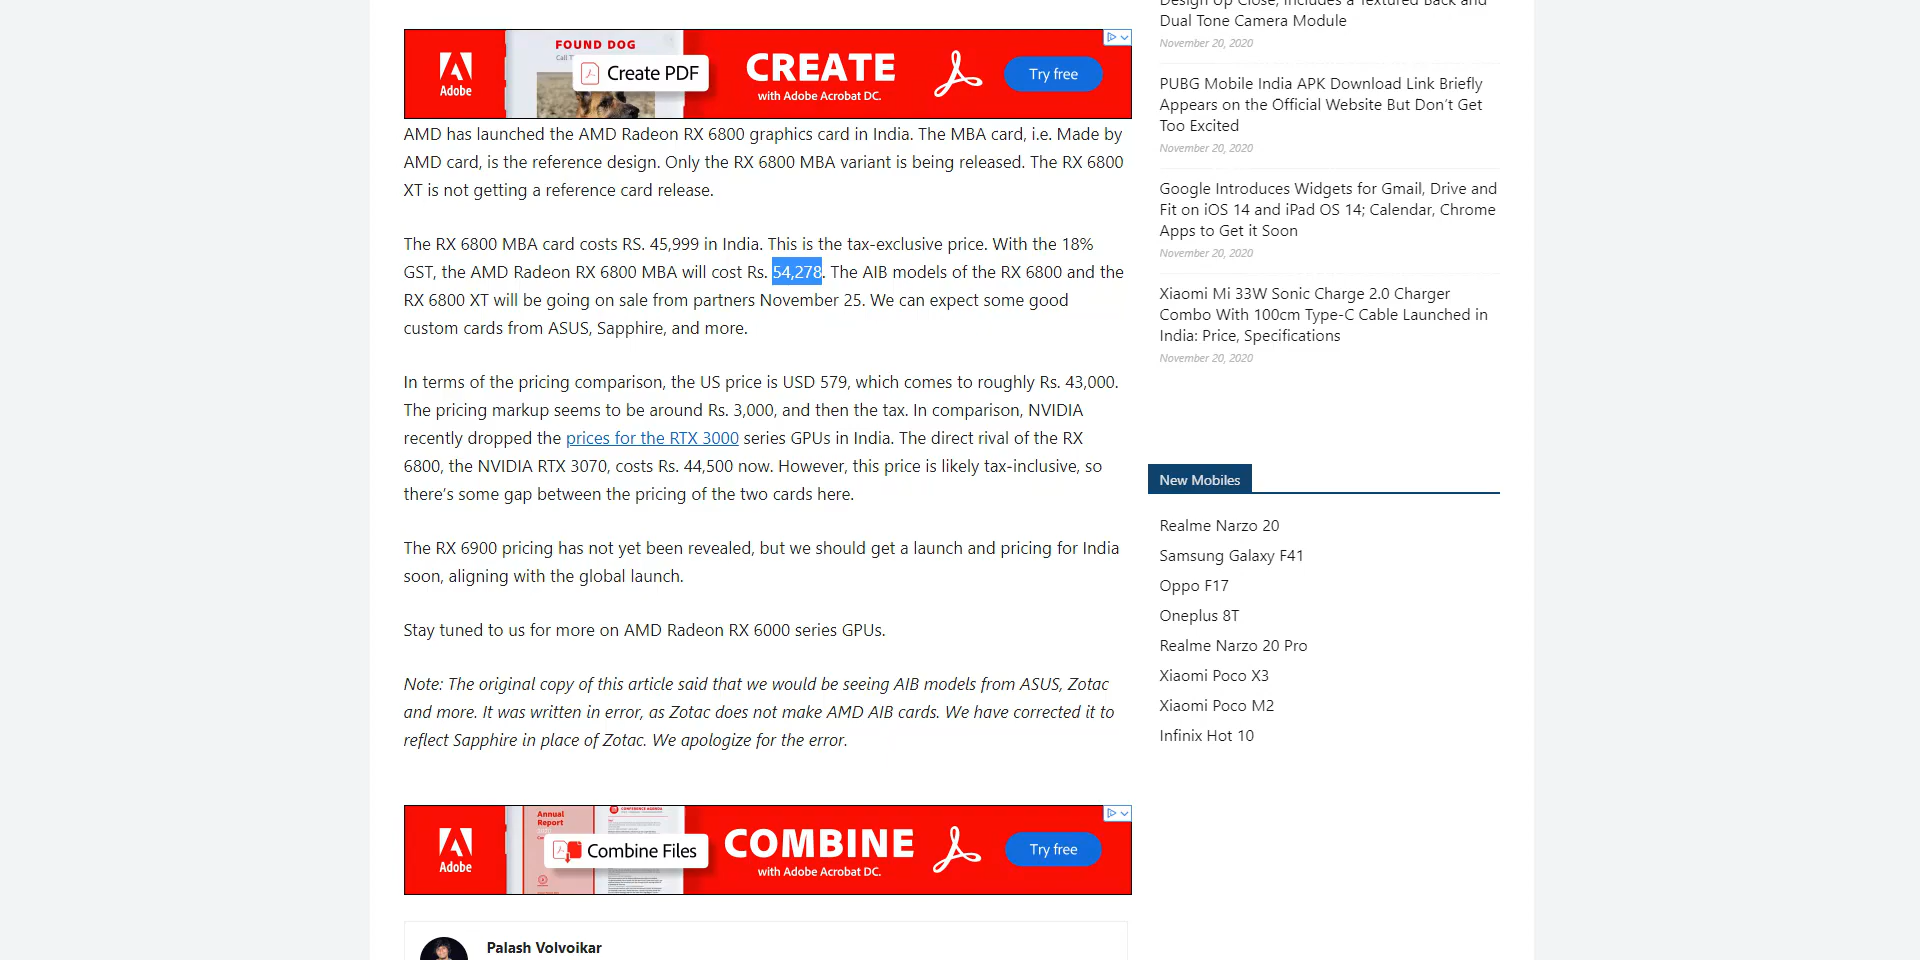 Design Up Close, Includes a Textured Back and
Dual Tone Camera Module
November 20, 2020
FOUND DOG
Adobe
Create PDF
CREATE
with Adobe Acrobat DC.
Try free
PUBG Mobile India APK Download Link Briefly
Appears on the Official Website But Don’t Get
Too Excited
November 20, 2020
AMD has launched the AMD Radeon RX 6800 graphics card in India. The MBA card, i.e. Made by
AMD card, is the reference design. Only the RX 6800 MBA variant is being released. The RX 6800
XT is not getting a reference card release.
Google Introduces Widgets for Gmail, Drive and
Fit on iOS 14 and iPad OS 14; Calendar, Chrome
Apps to Get it Soon
November 20, 2020
The RX 6800 MBA card costs RS. 45,999 in India. This is the tax-exclusive price. With the 18%
GST, the AMD Radeon RX 6800 MBA will cost Rs. 54,278. The AIB models of the RX 6800 and the
RX 6800 XT will be going on sale from partners November 25. We can expect some good
custom cards from ASUS, Sapphire, and more.
Xiaomi Mi 33W Sonic Charge 2.0 Charger
Combo With 100cm Type-C Cable Launched in
India: Price, Specifications
November 20, 2020
In terms of the pricing comparison, the US price is USD 579, which comes to roughly Rs. 43,000.
The pricing markup seems to be around Rs. 3,000, and then the tax. In comparison, NVIDIA
recently dropped the prices for the RTX 3000 series GPUs in India. The direct rival of the RX
6800, the NVIDIA RTX 3070, costs Rs. 44,500 now. However, this price is likely tax-inclusive, so
there’s some gap between the pricing of the two cards here.
The RX 6900 pricing has not yet been revealed, but we should get a launch and pricing for India
soon, aligning with the global launch.
Stay tuned to us for more on AMD Radeon RX 6000 series GPUs.
Note: The original copy of this article said that we would be seeing AIB models from ASUS, Zotac
and more. It was written in error, as Zotac does not make AMD AIB cards. We have corrected it to
reflect Sapphire in place of Zotac. We apologize for the error.
New Mobiles
Realme Narzo 20
Samsung Galaxy F41
Oppo F17
Oneplus 8T
Realme Narzo 20 Pro
Xiaomi Poco X3
Xiaomi Poco M2
Infinix Hot 10
Annual
Report
Adobe
Combine Files
COMBINE
with Adobe Acrobat DC.
Try free
Palash Volvoikar